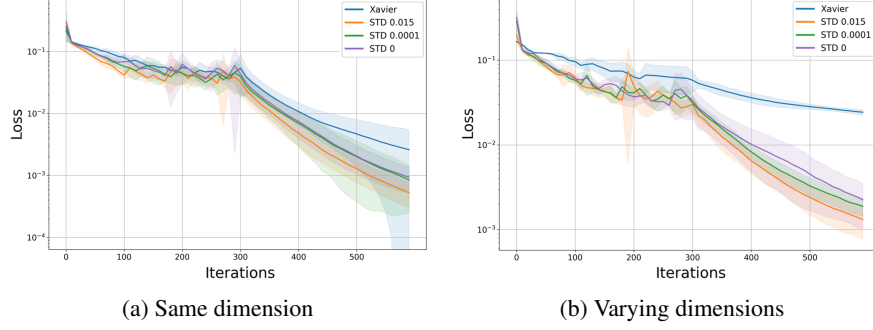 Xavier
STD 0.015
STD 0.0001
STD 0
10⁻¹
10⁻²
10⁻³
10⁻⁴
Loss
0 100 200 300 400 500
Iterations
(a) Same dimension
Xavier
STD 0.015
STD 0.0001
STD 0
10⁻¹
10⁻²
10⁻³
Loss
0 100 200 300 400 500
Iterations
(b) Varying dimensions